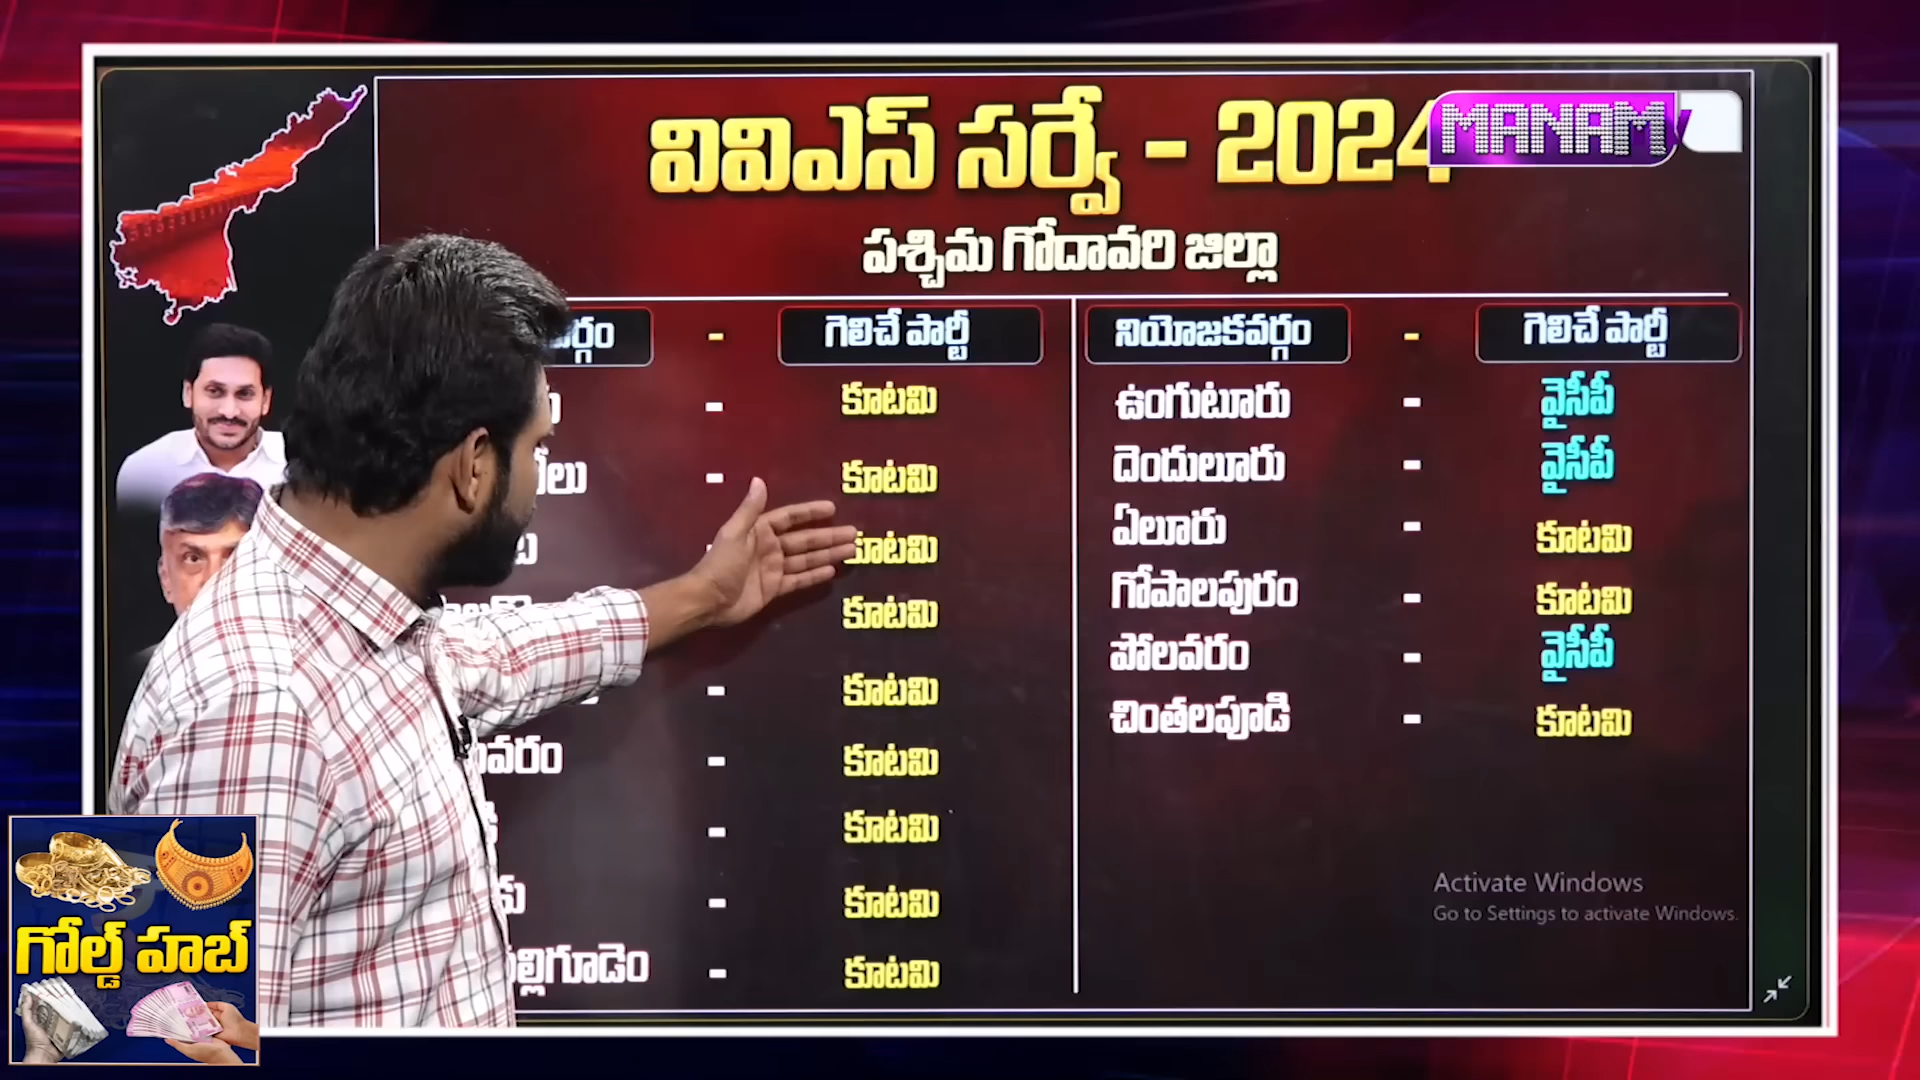 వివిఎస్ సర్వే - 2024
MANAM
పశ్చిమ గోదావరి జిల్లా
- గెలిచే పార్టీ
నియోజకవర్గం - గెలిచే పార్టీ
- కూటమి
- కూటమి
కూటమి
కూటమి
- కూటమి
- కూటమి
- కూటమి
- కూటమి
- కూటమి
ఉంగుటూరు - వైసీపీ
దెందులూరు - వైసీపీ
ఏలూరు - కూటమి
గోపాలపురం - కూటమి
పోలవరం - వైసీపీ
చింతలపూడి - కూటమి
Activate Windows
Go to Settings to activate Windows.
గోల్డ్ హబ్